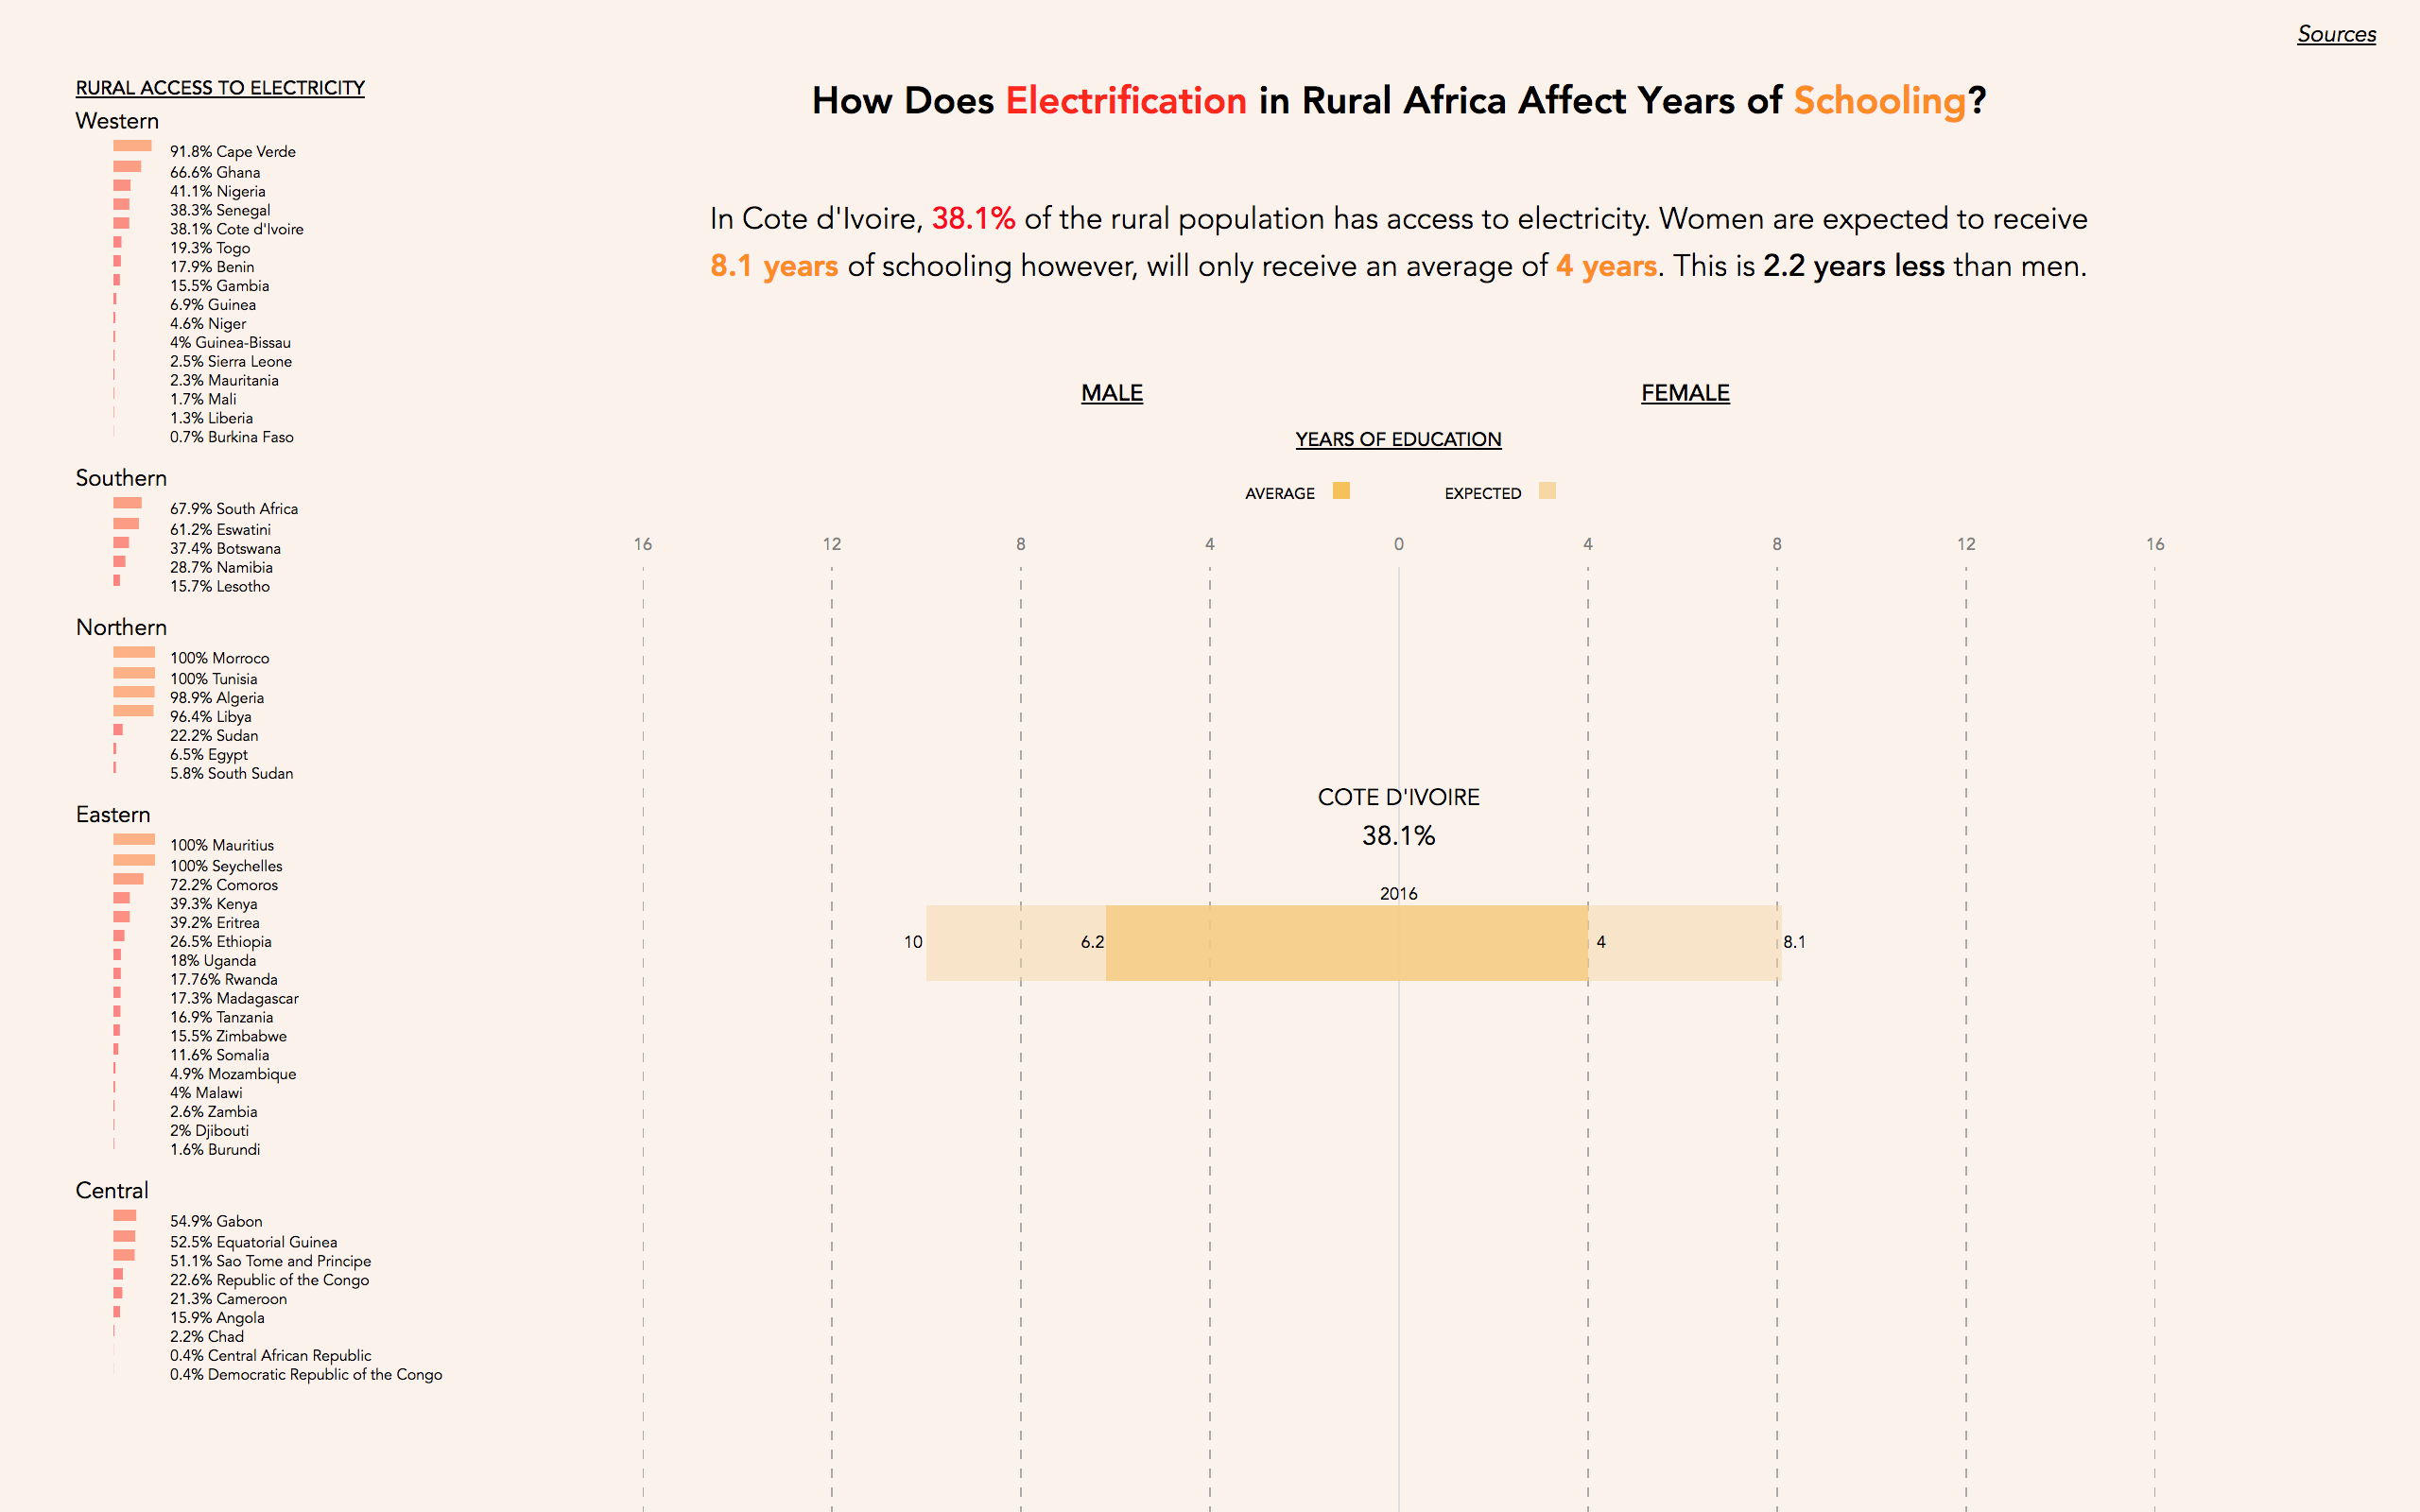 Sources
RURAL ACCESS TO ELECTRICITY
Western
91.8% Cape Verde
66.6% Ghana
41.1% Nigeria
38.3% Senegal
38.1% Cote d'Ivoire
19.3% Togo
17.9% Benin
15.5% Gambia
6.9% Guinea
4.6% Niger
4% Guinea-Bissau
2.5% Sierra Leone
2.3% Mauritania
1.7% Mali
1.3% Liberia
0.7% Burkina Faso
Southern
67.9% South Africa
61.2% Eswatini
37.4% Botswana
28.7% Namibia
15.7% Lesotho
Northern
100% Morroco
100% Tunisia
98.9% Algeria
96.4% Libya
22.2% Sudan
6.5% Egypt
5.8% South Sudan
Eastern
100% Mauritius
100% Seychelles
72.2% Comoros
39.3% Kenya
39.2% Eritrea
26.5% Ethiopia
18% Uganda
17.76% Rwanda
17.3% Madagascar
16.9% Tanzania
15.5% Zimbabwe
11.6% Somalia
4.9% Mozambique
4% Malawi
2.6% Zambia
2% Djibouti
1.6% Burundi
Central
54.9% Gabon
52.5% Equatorial Guinea
51.1% Sao Tome and Principe
22.6% Republic of the Congo
21.3% Cameroon
15.9% Angola
2.2% Chad
0.4% Central African Republic
0.4% Democratic Republic of the Congo
How Does Electrification in Rural Africa Affect Years of Schooling?
In Cote d'Ivoire, 38.1% of the rural population has access to electricity. Women are expected to receive
8.1 years of schooling however, will only receive an average of 4 years. This is 2.2 years less than men.
MALE FEMALE
YEARS OF EDUCATION
AVERAGE EXPECTED
16 12 8 4 0 4 8 12 16
COTE D'IVOIRE
38.1%
2016
10 6.2 4 8.1